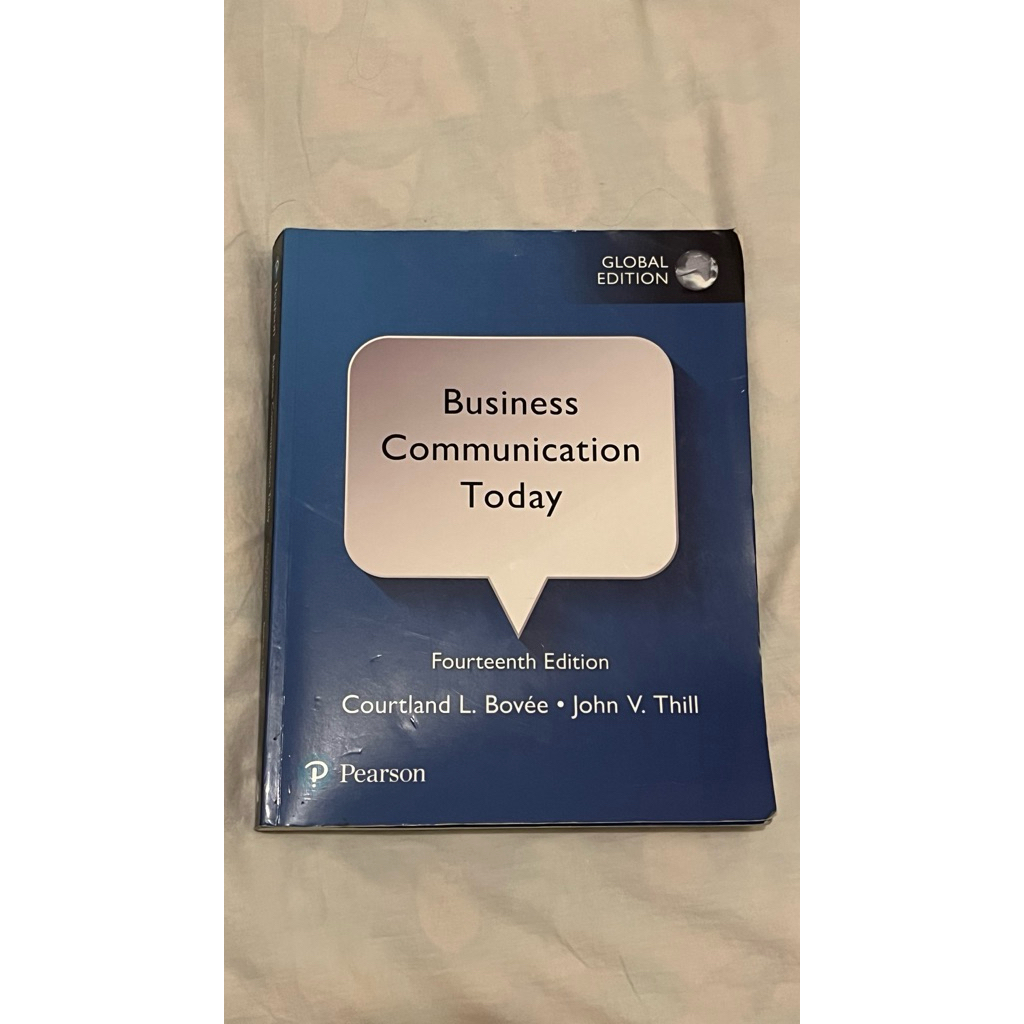 GLOBAL
EDITION
Business
Communication
Today
Fourteenth Edition
Courtland L. Bovée • John V. Thill
Pearson